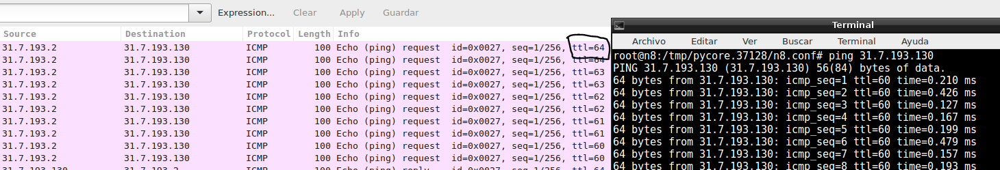 Expression... Clear Apply Guardar
Source Destination Protocol Length Info
31.7.193.2 31.7.193.130 ICMP 100 Echo (ping) request id=0x0027, seq=1/256, ttl=64
31.7.193.2 31.7.193.130 ICMP 100 Echo (ping) request id=0x0027, seq=1/256, ttl=64
31.7.193.2 31.7.193.130 ICMP 100 Echo (ping) request id=0x0027, seq=1/256, ttl=63
31.7.193.2 31.7.193.130 ICMP 100 Echo (ping) request id=0x0027, seq=1/256, ttl=63
31.7.193.2 31.7.193.130 ICMP 100 Echo (ping) request id=0x0027, seq=1/256, ttl=62
31.7.193.2 31.7.193.130 ICMP 100 Echo (ping) request id=0x0027, seq=1/256, ttl=62
31.7.193.2 31.7.193.130 ICMP 100 Echo (ping) request id=0x0027, seq=1/256, ttl=61
31.7.193.2 31.7.193.130 ICMP 100 Echo (ping) request id=0x0027, seq=1/256, ttl=61
31.7.193.2 31.7.193.130 ICMP 100 Echo (ping) request id=0x0027, seq=1/256, ttl=60
31.7.193.2 31.7.193.130 ICMP 100 Echo (ping) request id=0x0027, seq=1/256, ttl=60
31.7.193.130 31.7.193.2 ICMP 100 Echo (ping) reply id=0x0027, seq=1/256, ttl=64
Terminal
Archivo Editar Ver Buscar Terminal Ayuda
root@n8:/tmp/pycore.37128/n8.conf# ping 31.7.193.130
PING 31.7.193.130 (31.7.193.130) 56(84) bytes of data.
64 bytes from 31.7.193.130: icmp_seq=1 ttl=60 time=0.210 ms
64 bytes from 31.7.193.130: icmp_seq=2 ttl=60 time=0.426 ms
64 bytes from 31.7.193.130: icmp_seq=3 ttl=60 time=0.127 ms
64 bytes from 31.7.193.130: icmp_seq=4 ttl=60 time=0.167 ms
64 bytes from 31.7.193.130: icmp_seq=5 ttl=60 time=0.199 ms
64 bytes from 31.7.193.130: icmp_seq=6 ttl=60 time=0.479 ms
64 bytes from 31.7.193.130: icmp_seq=7 ttl=60 time=0.157 ms
64 bytes from 31.7.193.130: icmp_seq=8 ttl=60 time=0.193 ms